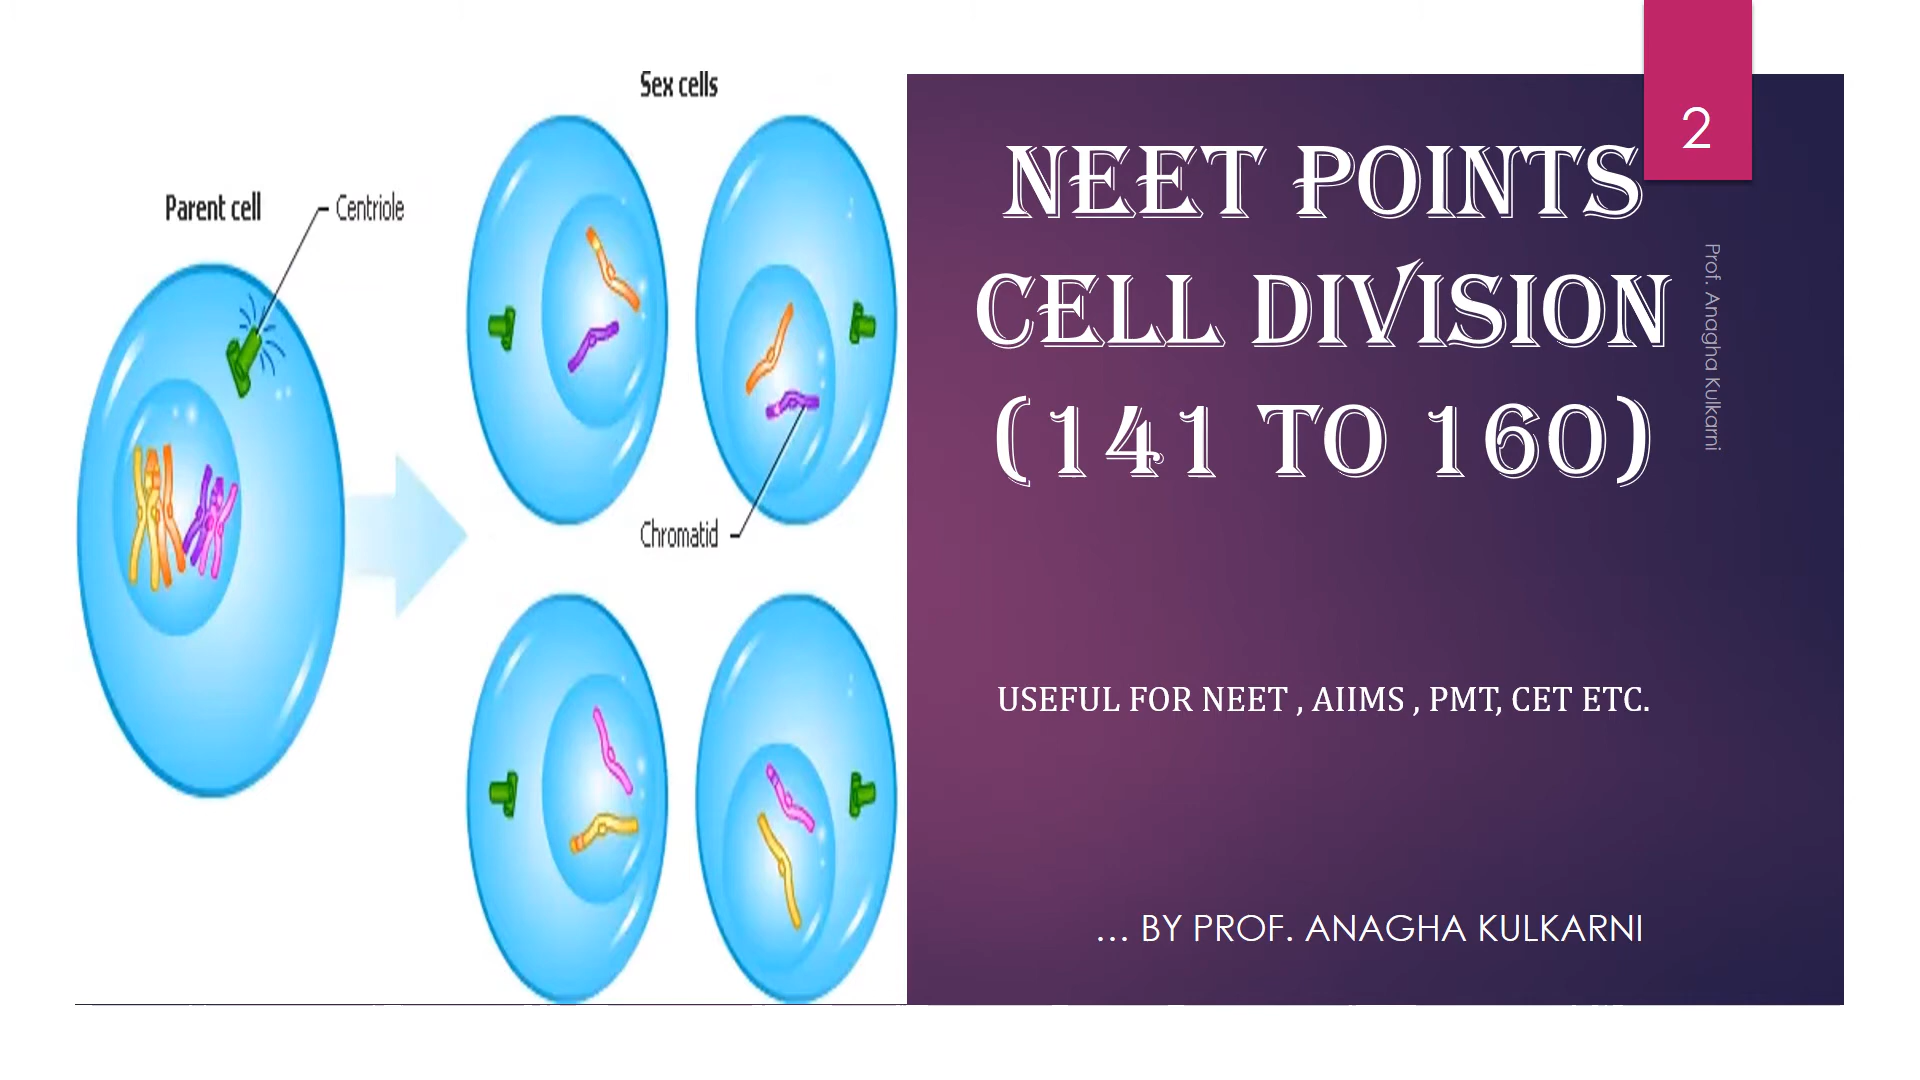 Sex cells
Parent cell
Centriole
Chromatid
2
NEET POINTS
CELL DIVISION
(141 TO 160)
Prof. Anagha Kulkarni
USEFUL FOR NEET , AIIMS , PMT, CET ETC.
... BY PROF. ANAGHA KULKARNI